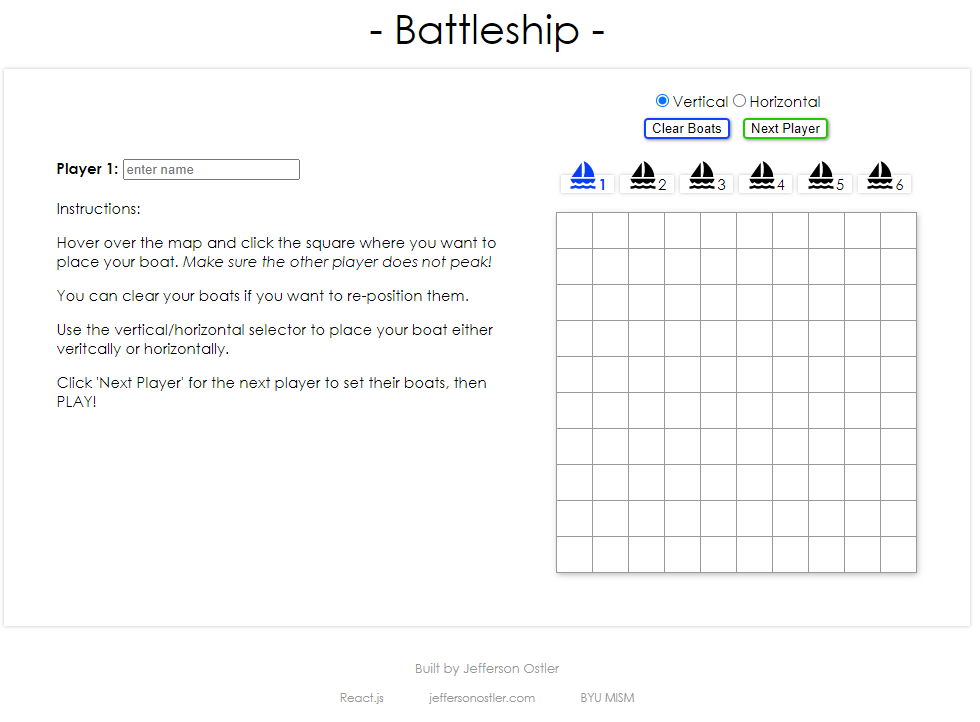 - Battleship -
Vertical Horizontal
Clear Boats Next Player
Player 1: enter name
1 2 3 4 5 6
Instructions:
Hover over the map and click the square where you want to
place your boat. Make sure the other player does not peak!
You can clear your boats if you want to re-position them.
Use the vertical/horizontal selector to place your boat either
veritcally or horizontally.
Click 'Next Player' for the next player to set their boats, then
PLAY!
Built by Jefferson Ostler
React.js jeffersonostler.com BYU MISM